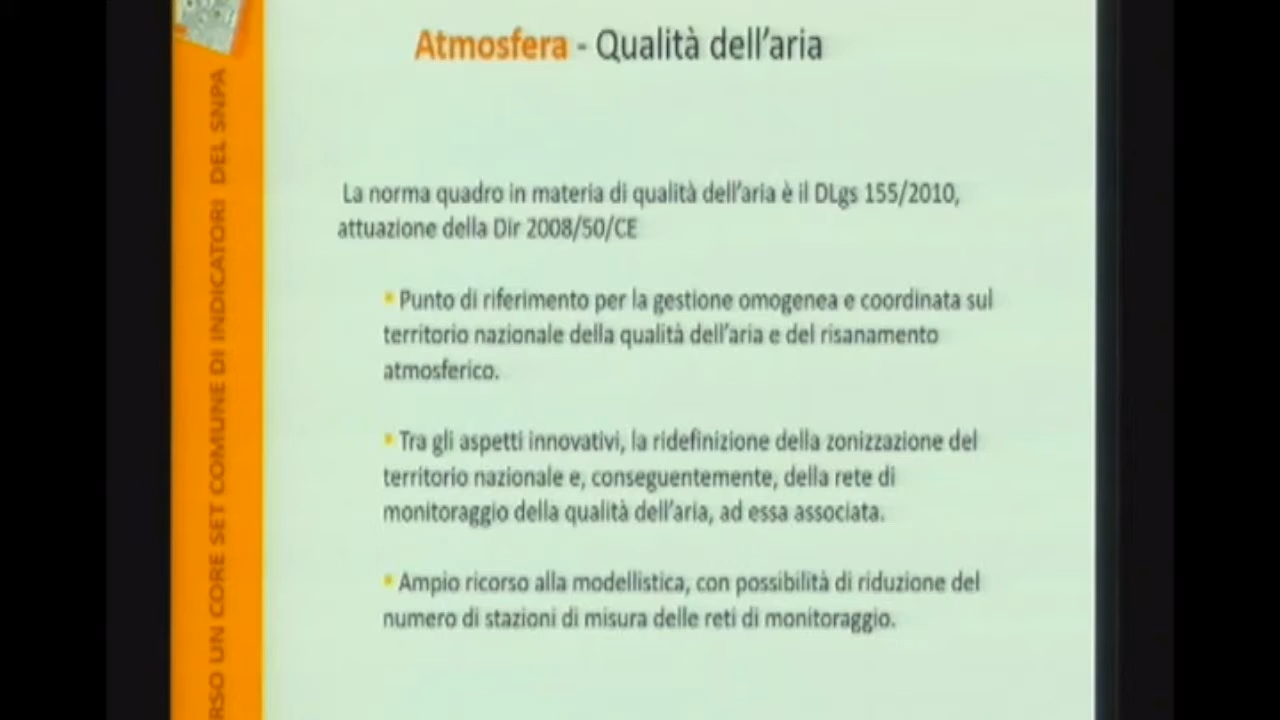 Atmosfera - Qualità dell'aria
La norma quadro in materia di qualità dell'aria è il DLgs 155/2010,
attuazione della Dir 2008/50/CE
Punto di riferimento per la gestione omogenea e coordinata sul
territorio nazionale della qualità dell'aria e del risanamento
atmosferico.
Tra gli aspetti innovativi, la ridefinizione della zonizzazione del
territorio nazionale e, conseguentemente, della rete di
monitoraggio della qualità dell'aria, ad essa associata.
Ampio ricorso alla modellistica, con possibilità di riduzione del
numero di stazioni di misura delle reti di monitoraggio.
RSO UN CORE SET COMUNE DI INDICATORI DEL SNPA